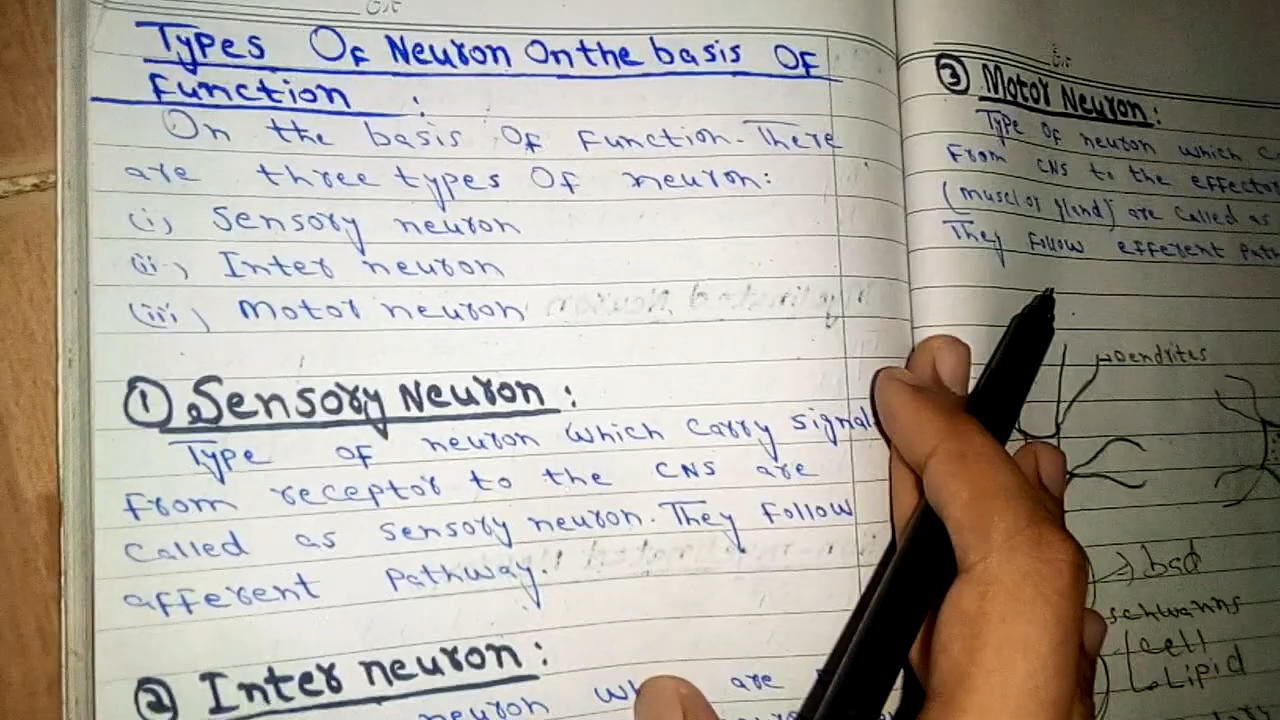 Types Of Neuron On the basis Of
Function :
On the basis Of Function. There
are three types Of neuron:
(i) Sensory neuron
(ii) Inter neuron
(iii) Motor neuron
① Sensory Neuron:
Type of neuron which carry signal
From receptor to the CNS are
Called as sensory neuron. They Follow
afferent Pathway.
② Inter neuron:
neuron are
③ Motor Neuron:
Type of neuron which
From CNS to the effector
(muscl or gland) are called as
They Follow efferent
Dendrites
schwanns
Cell
Lipid